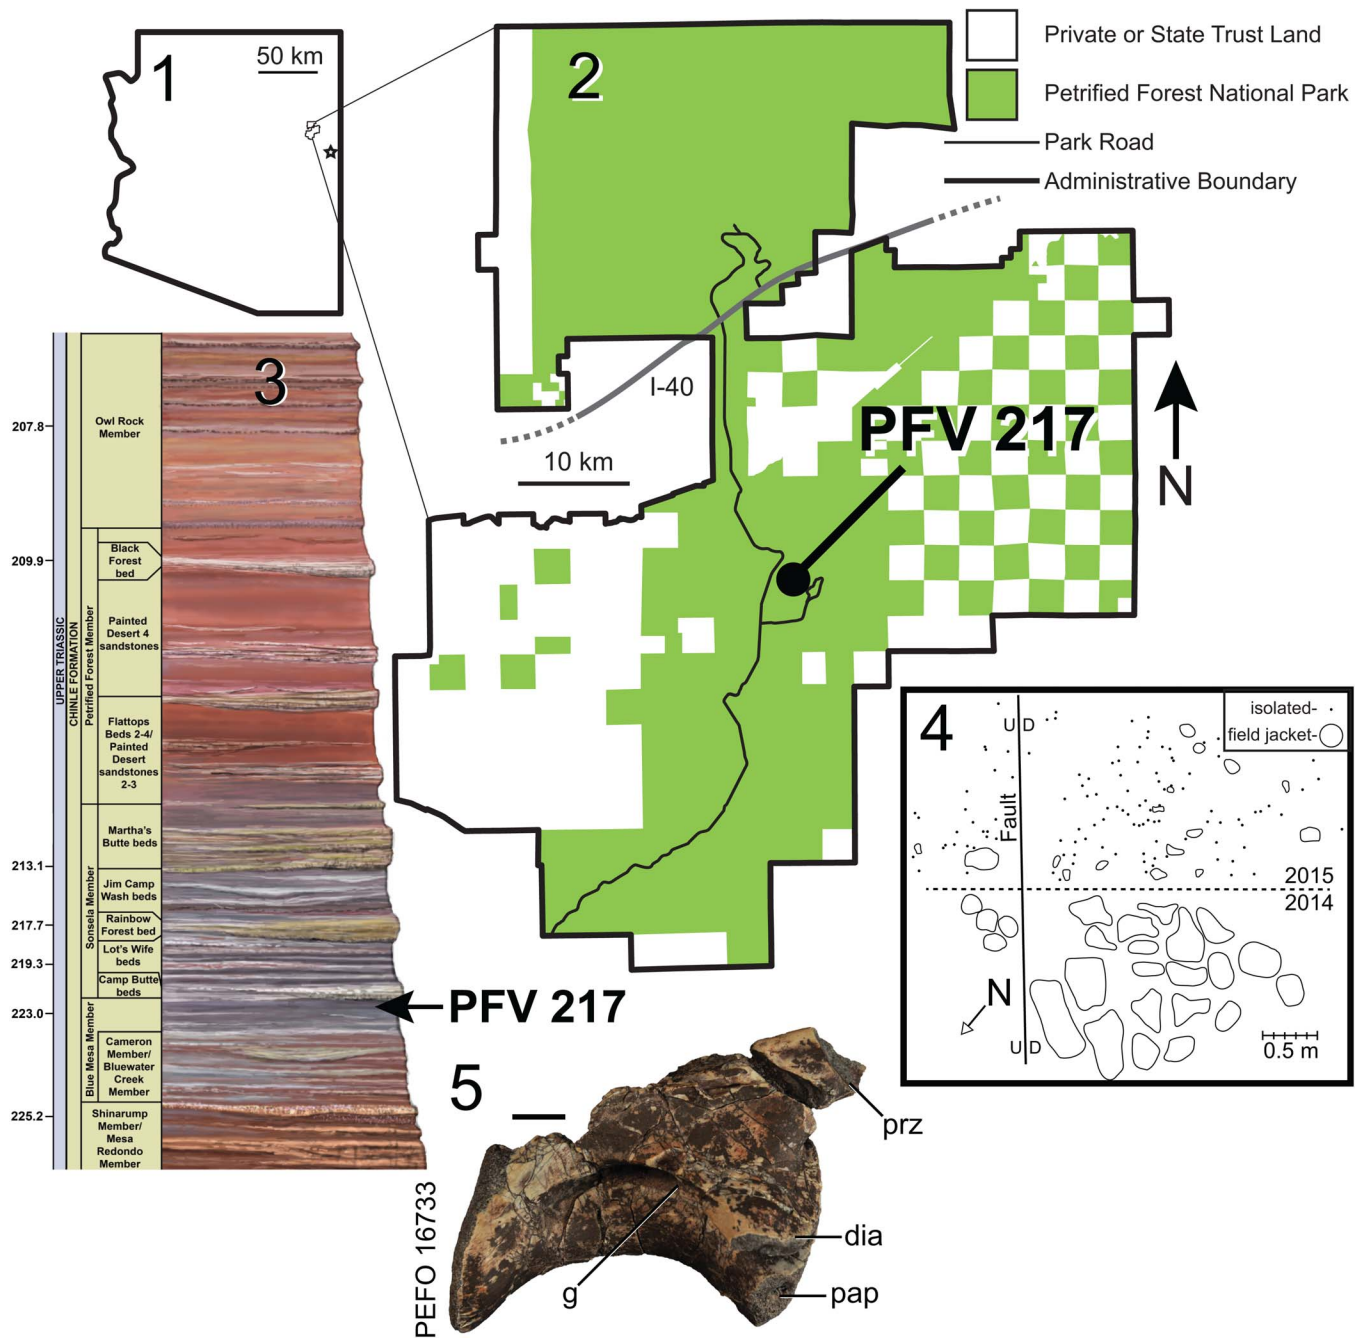 1
50 km
2
Private or State Trust Land
Petrified Forest National Park
Park Road
Administrative Boundary
I-40
10 km
PFV 217
N
3
UPPER TRIASSIC
CHINLE FORMATION
Petrified Forest Member
Sonsela Member
Blue Mesa Member
207.8
Owl Rock
Member
209.9
Black
Forest
bed
Painted
Desert 4
sandstones
Flattops
Beds 2-4/
Painted
Desert
sandstones
2-3
Martha's
Butte beds
213.1
Jim Camp
Wash beds
217.7
Rainbow
Forest bed
219.3
Lot's Wife
beds
Camp Butte
beds
223.0
PFV 217
Cameron
Member/
Bluewater
Creek
Member
225.2
Shinarump
Member/
Mesa
Redondo
Member
4
isolated-
field jacket-
U D
Fault
2015
2014
N
U D
0.5 m
5
PEFO 16733
prz
dia
pap
g